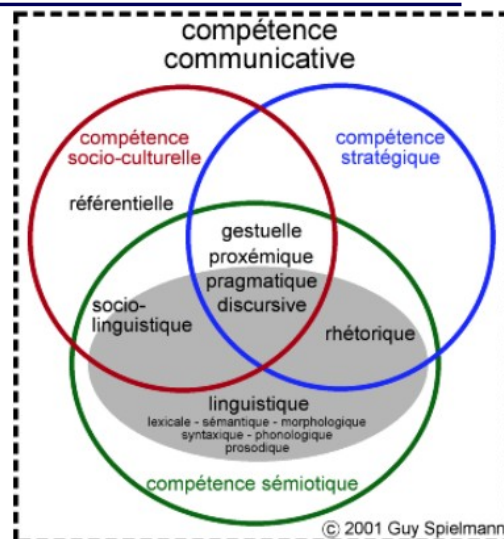 compétence
communicative
compétence
socio-culturelle
compétence
stratégique
référentielle
gestuelle
proxémique
pragmatique
discursive
socio-
linguistique
rhétorique
linguistique
lexicale - sémantique - morphologique
syntaxique - phonologique
prosodique
compétence sémiotique
© 2001 Guy Spielmann